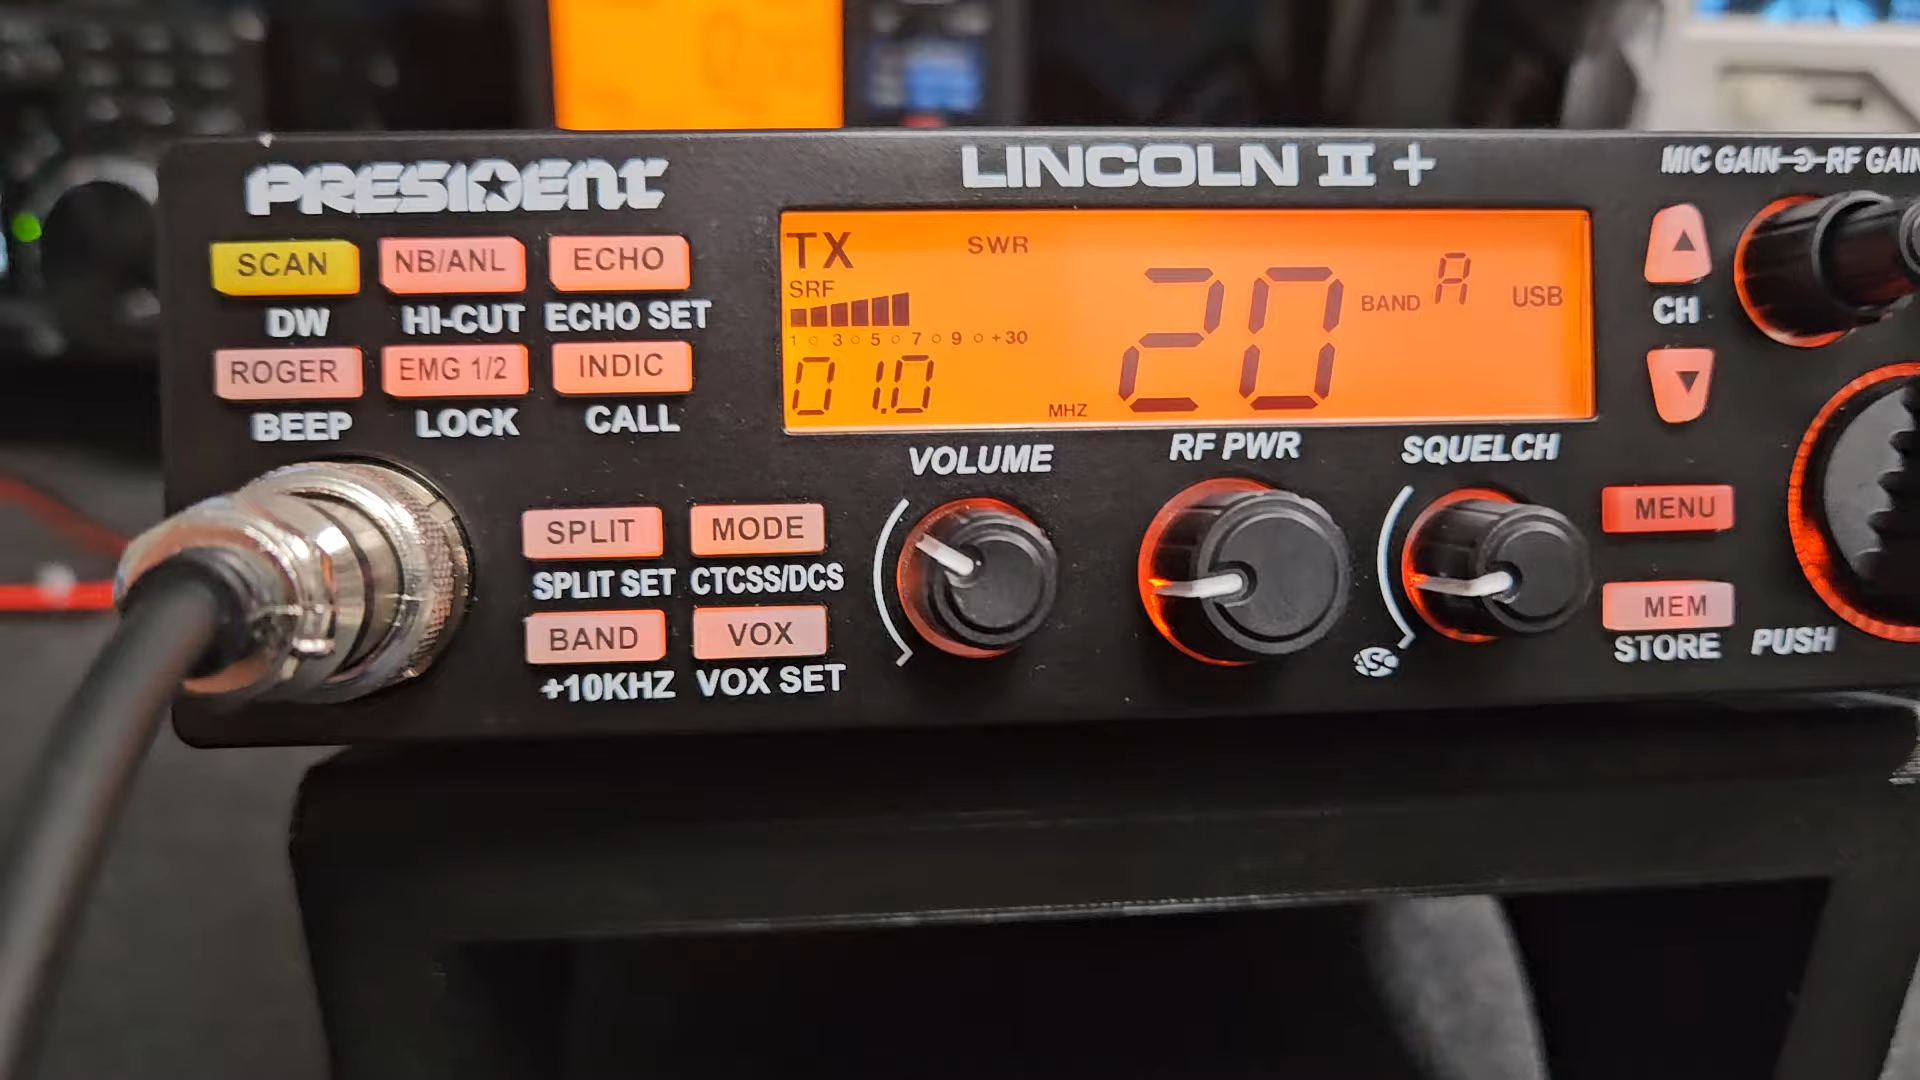 PRESIDENT
LINCOLN II +
MIC GAIN RF GAIN
SCAN NB/ANL ECHO
DW HI-CUT ECHO SET
ROGER EMG 1/2 INDIC
BEEP LOCK CALL
TX SWR
SRF
1 3 5 7 9 +30
01.0 MHZ
20 BAND A USB
CH
VOLUME RF PWR SQUELCH
SPLIT MODE
SPLIT SET CTCSS/DCS
BAND VOX
+10KHZ VOX SET
ASC
MENU
MEM
STORE PUSH